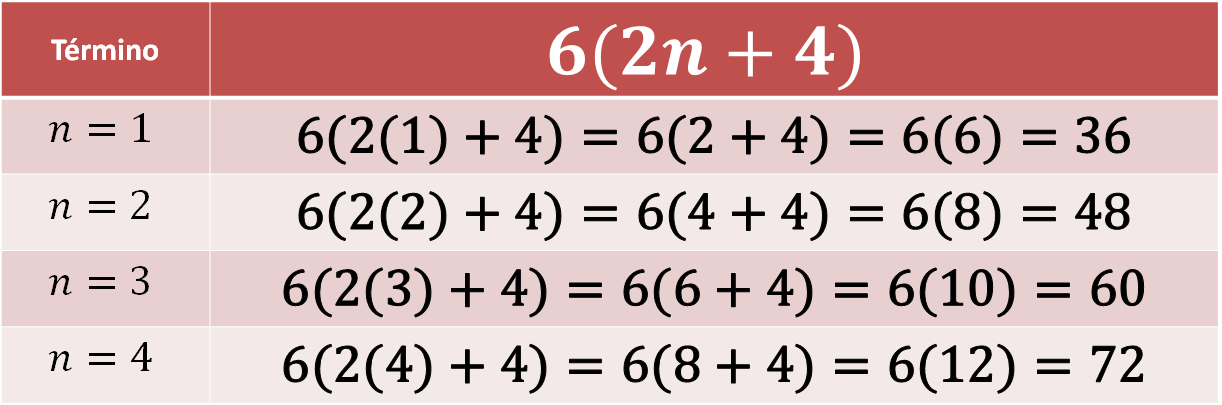 Término 6(2n + 4)
n = 1 6(2(1) + 4) = 6(2 + 4) = 6(6) = 36
n = 2 6(2(2) + 4) = 6(4 + 4) = 6(8) = 48
n = 3 6(2(3) + 4) = 6(6 + 4) = 6(10) = 60
n = 4 6(2(4) + 4) = 6(8 + 4) = 6(12) = 72